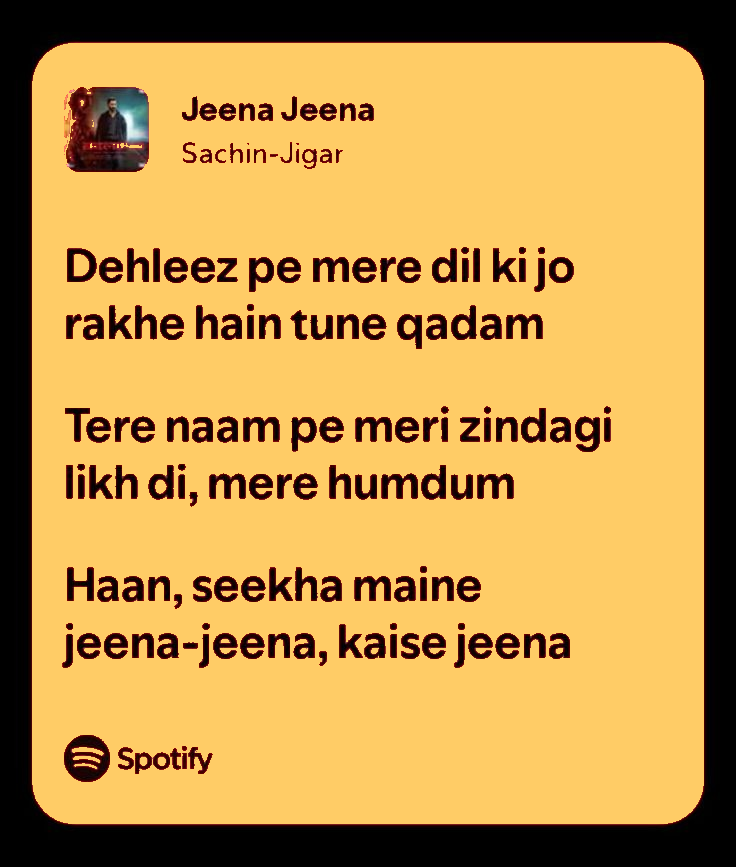 Jeena Jeena
Sachin-Jigar
Dehleez pe mere dil ki jo
rakhe hain tune qadam
Tere naam pe meri zindagi
likh di, mere humdum
Haan, seekha maine
jeena-jeena, kaise jeena
Spotify